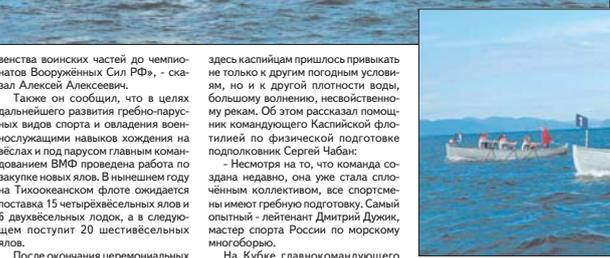 венства воинских частей до чемпио-
натов Вооружённых Сил РФ», - ска-
зал Алексей Алексеевич.
Также он сообщил, что в целях
дальнейшего развития гребно-парус-
ных видов спорта и овладения воен-
нослужащими навыков хождения на
вёслах и под парусом главным коман-
дованием ВМФ проведена работа по
закупке новых ялов. В нынешнем году
на Тихоокеанском флоте ожидается
поставка 15 четырёхвёсельных ялов и
6 двухвёсельных лодок, а в следую-
щем поступит 20 шестивёсельных
ялов.
После окончания церемониальных
здесь каспийцам пришлось привыкать
не только к другим погодным услови-
ям, но и к другой плотности воды,
большому волнению, несвойственно-
му рекам. Об этом рассказал помощ-
ник командующего Каспийской фло-
тилией по физической подготовке
подполковник Сергей Чабан:
- Несмотря на то, что команда со-
здана недавно, она уже стала спло-
чённым коллективом, все спортсме-
ны имеют гребную подготовку. Самый
опытный - лейтенант Дмитрий Дужик,
мастер спорта России по морскому
многоборью.
На Кубке главнокомандующего